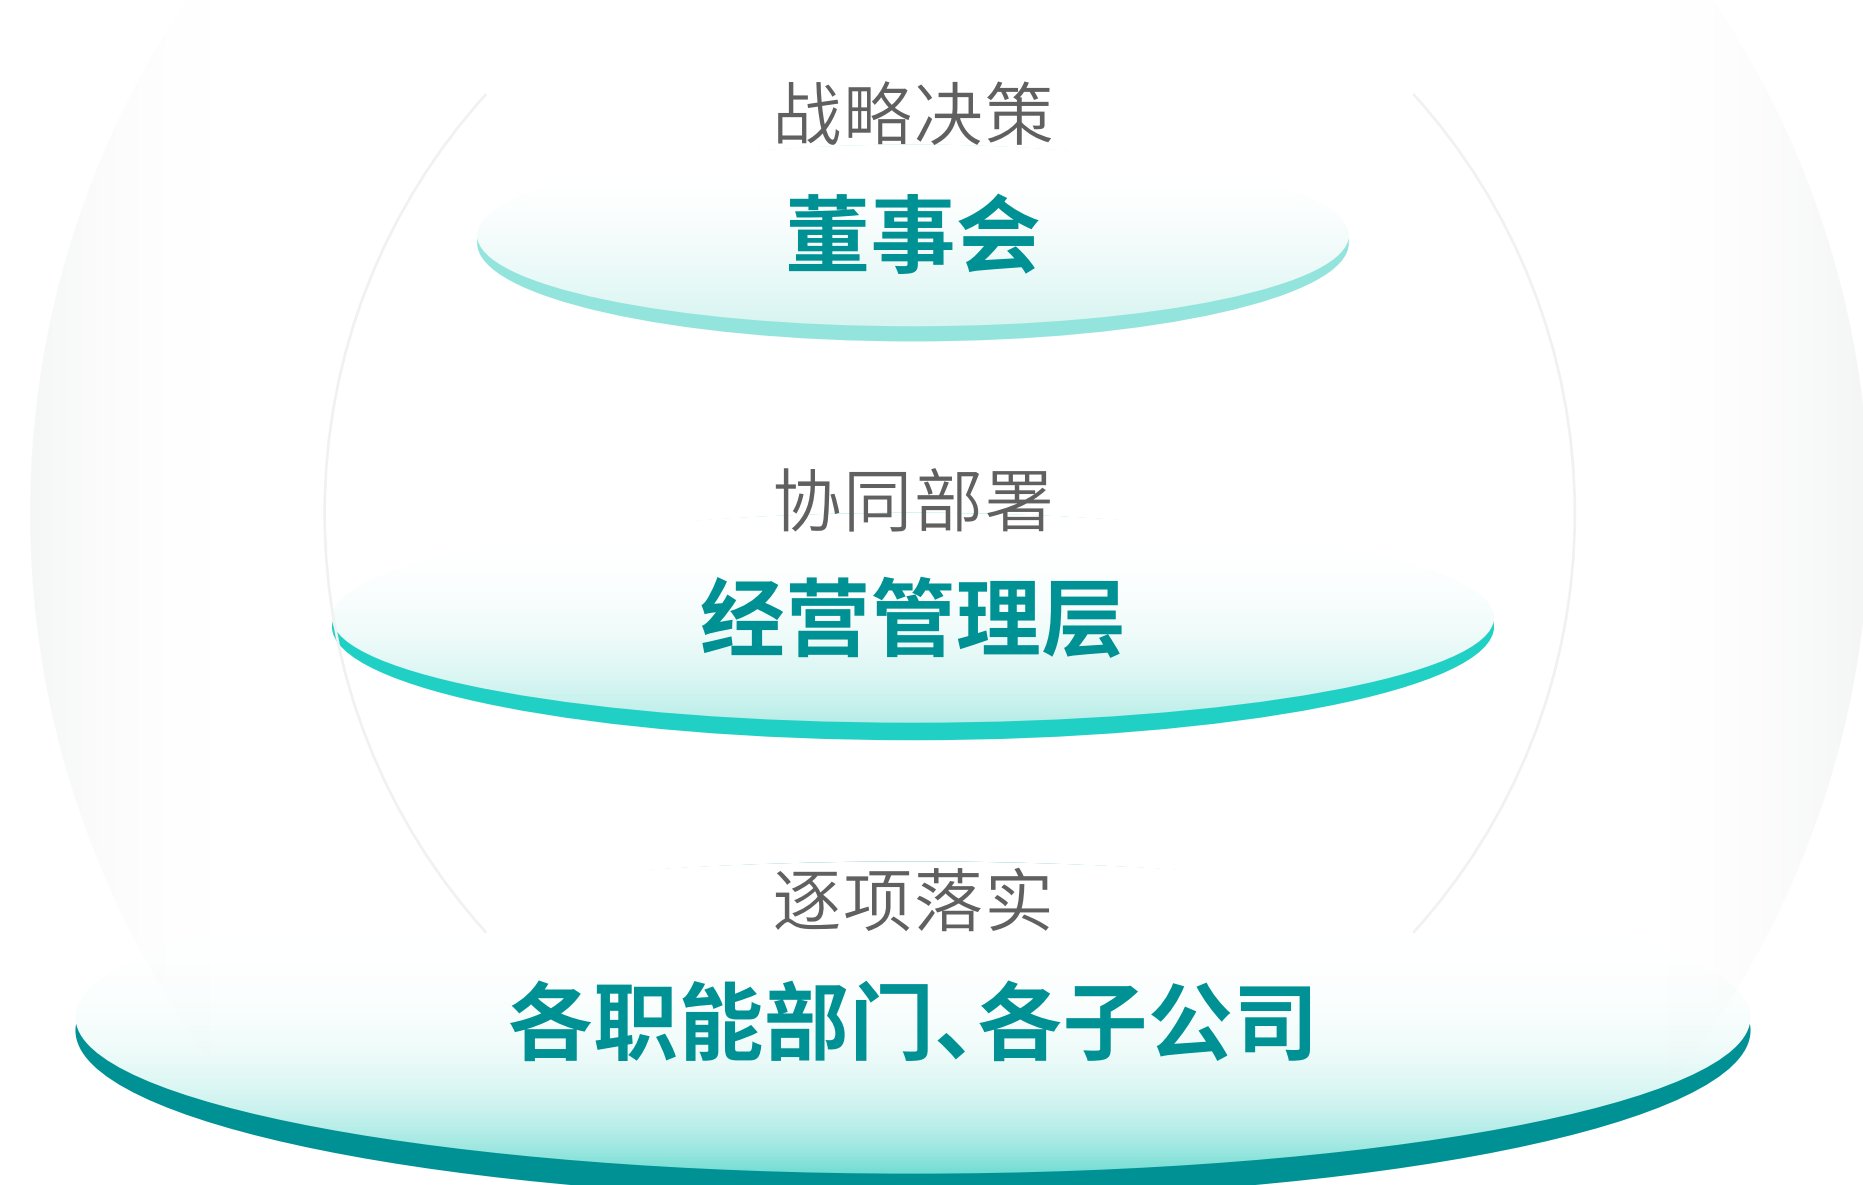 战略决策
董事会
协同部署
经营管理层
逐项落实
各职能部门、各子公司